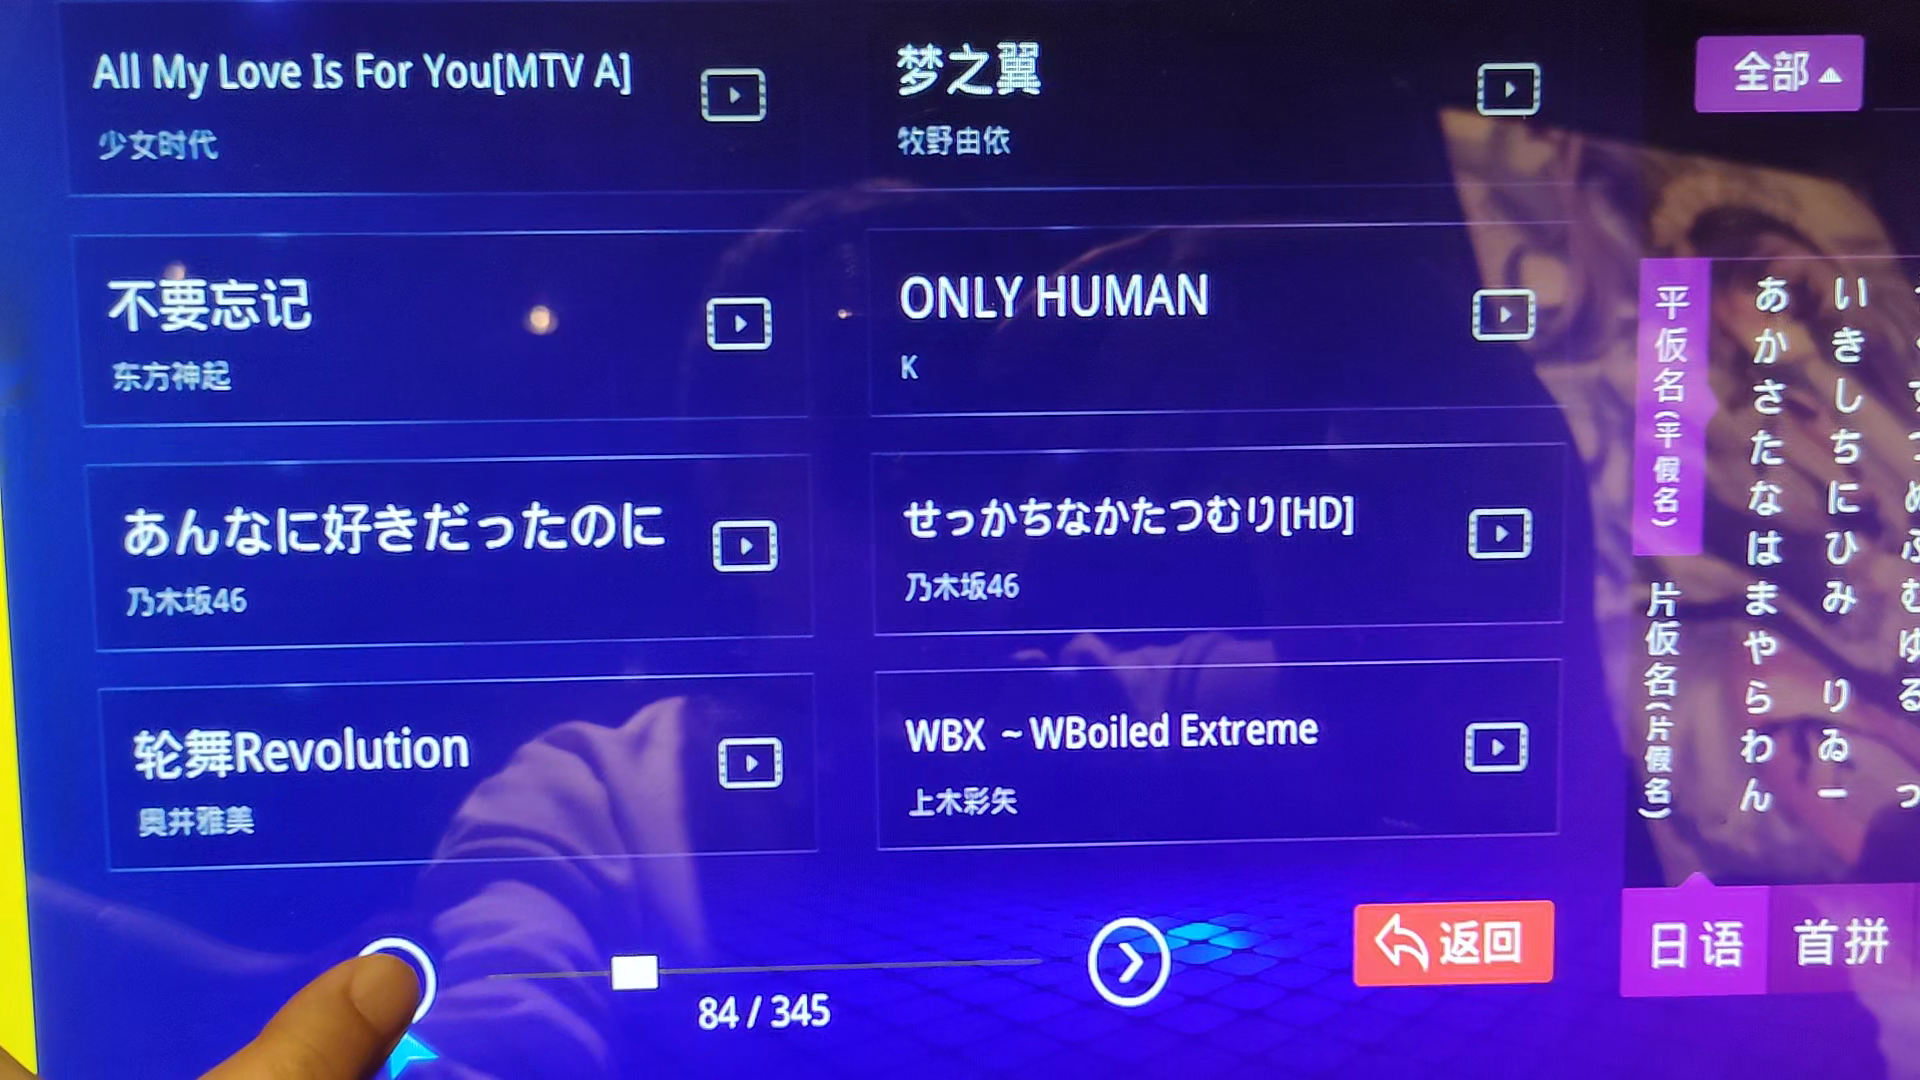 All My Love Is For You[MTV A]
少女时代
梦之翼
牧野由依
不要忘记
东方神起
ONLY HUMAN
K
あんなに好きだったのに
乃木坂46
せっかちなかたつむり[HD]
乃木坂46
轮舞Revolution
奥井雅美
WBX ~WBoiled Extreme
上木彩矢
84 / 345
返回
全部
平仮名(平假名)
片仮名(片假名)
あかさたなはまやらわん
いきしちにひみ りゐー
日语
首拼